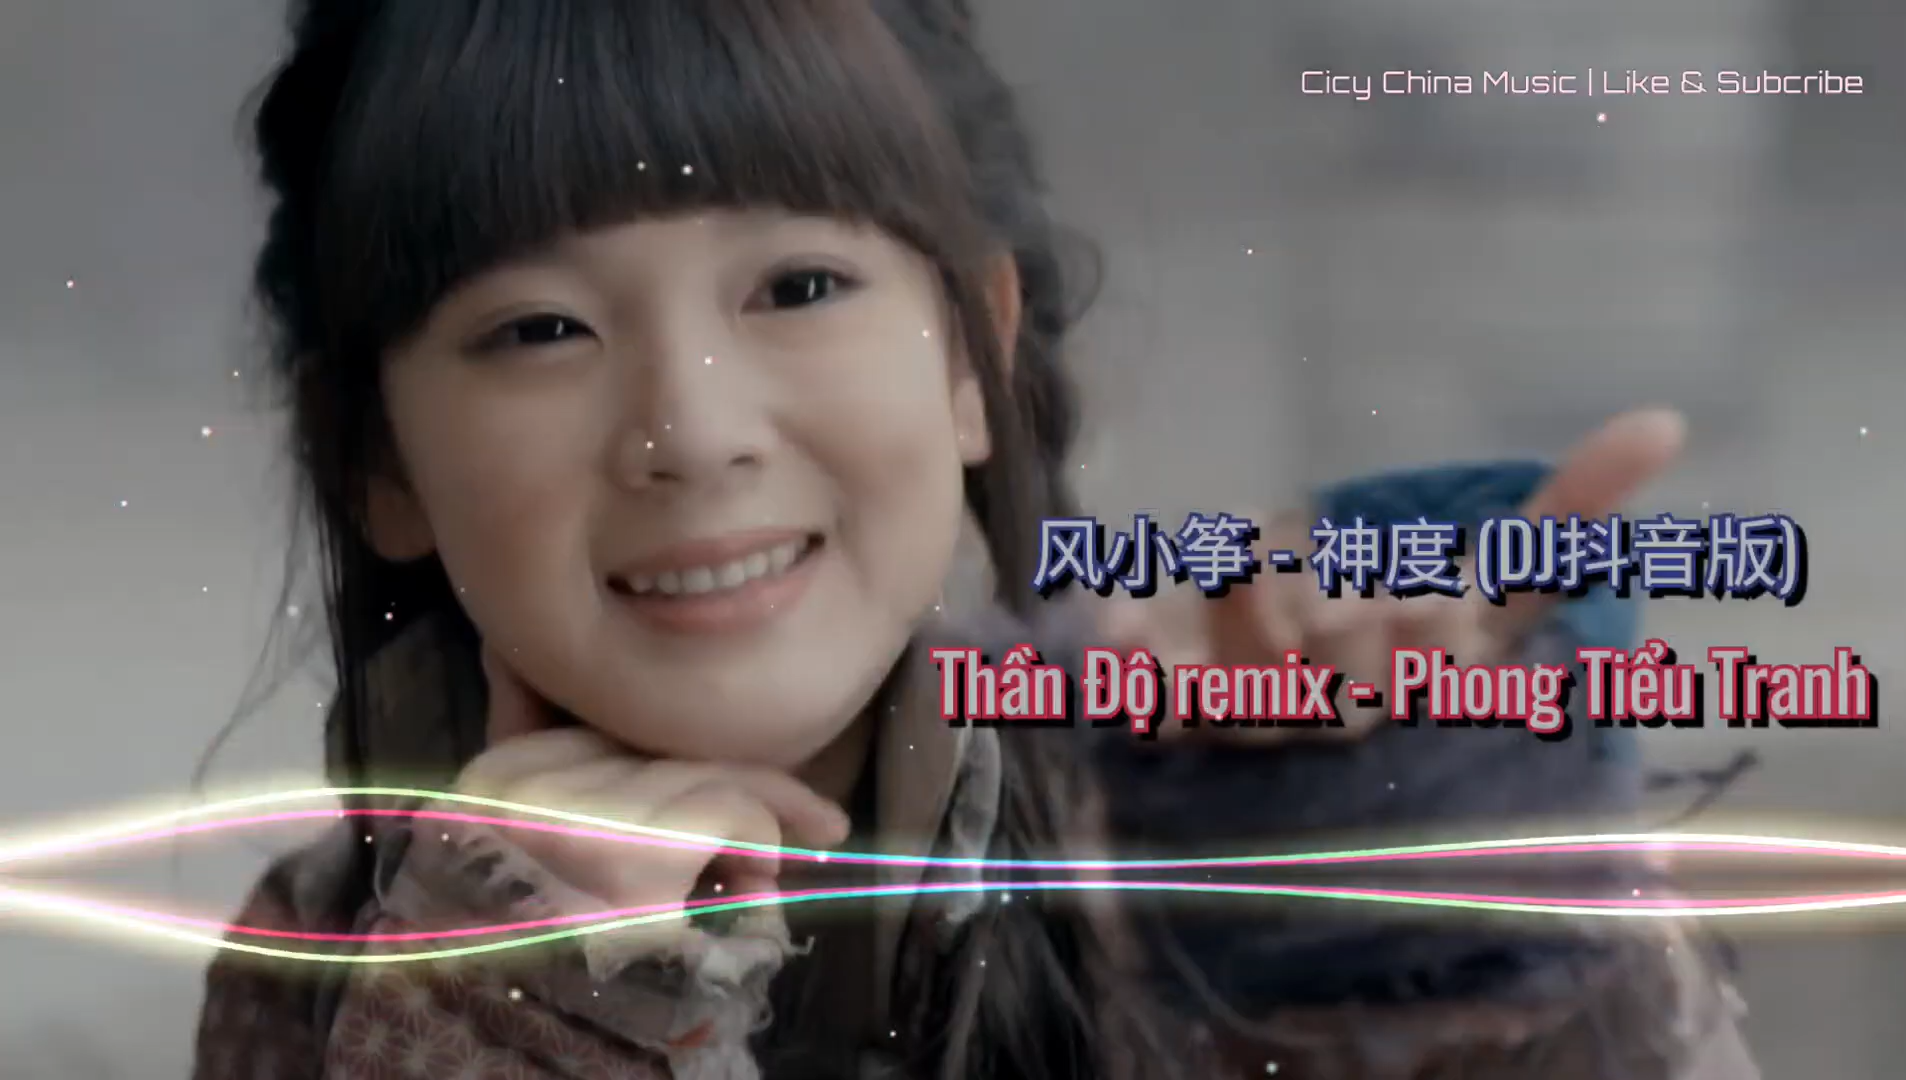 Cicy China Music | Like & Subcribe
风小筝 - 神度 (DJ抖音版)
Thần Độ remix - Phong Tiểu Tranh